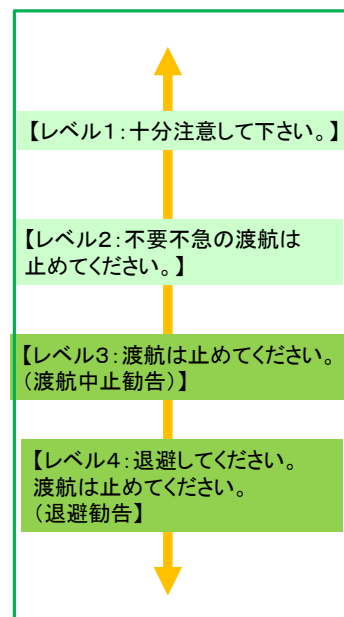 【レベル１：十分注意して下さい。】
【レベル２：不要不急の渡航は
止めてください。】
【レベル３：渡航は止めてください。
（渡航中止勧告）】
【レベル４：退避してください。
渡航は止めてください。
（退避勧告】